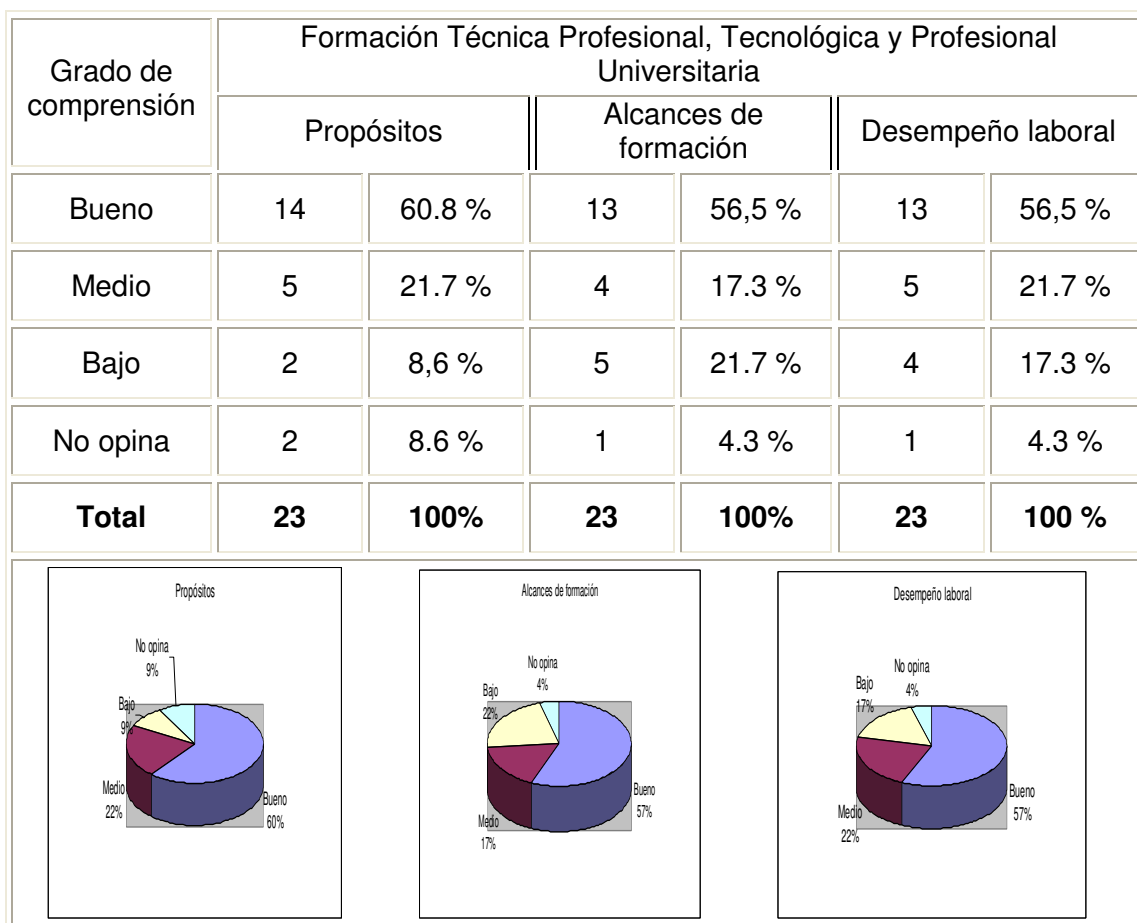 Grado de comprensión
Formación Técnica Profesional, Tecnológica y Profesional
Universitaria
Propósitos
Alcances de
formación
Desempeño laboral
Bueno 14 60.8 % 13 56,5 % 13 56,5 %
Medio 5 21.7 % 4 17.3 % 5 21.7 %
Bajo 2 8,6 % 5 21.7 % 4 17.3 %
No opina 2 8.6 % 1 4.3 % 1 4.3 %
Total 23 100% 23 100% 23 100 %
Propósitos
No opina
9%
Bajo
9%
Medio
22%
Bueno
60%
Alcances de formación
No opina
4%
Bajo
22%
Medio
17%
Bueno
57%
Desempeño laboral
No opina
4%
Bajo
17%
Medio
22%
Bueno
57%